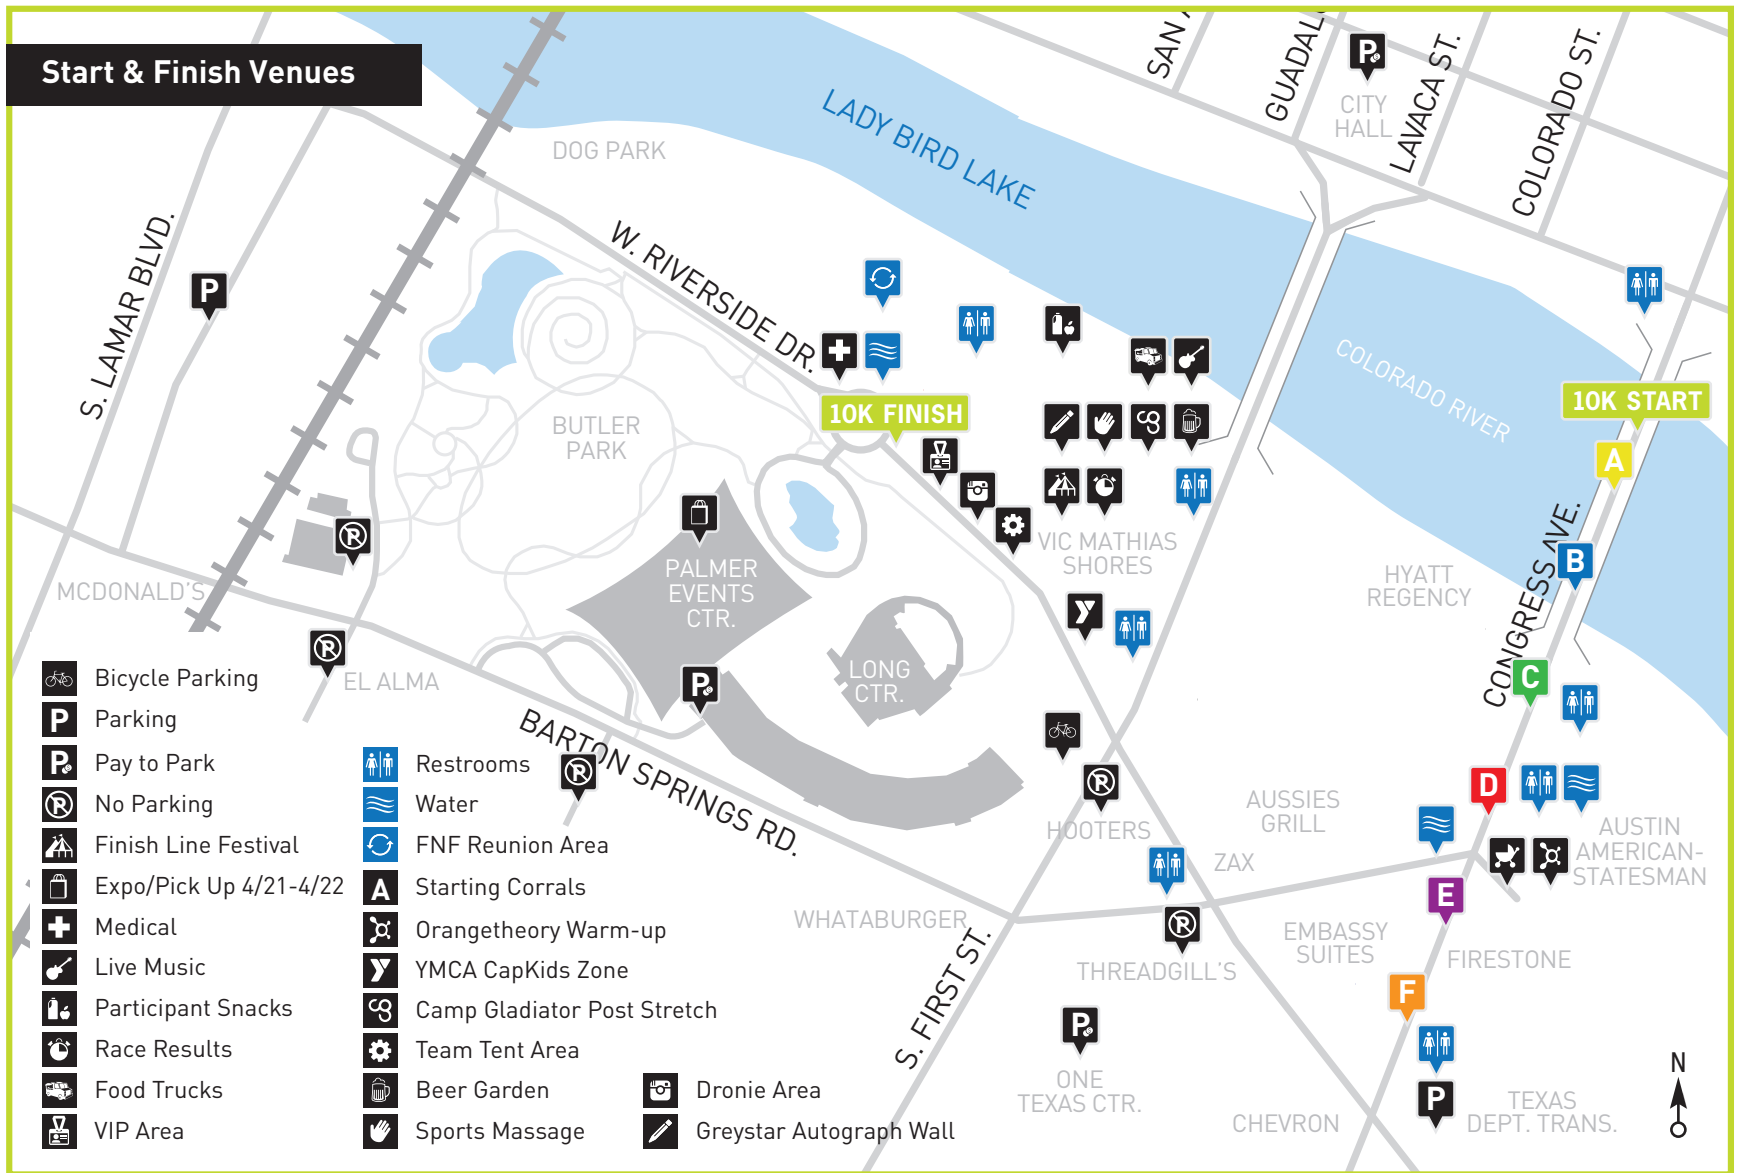 Start & Finish Venues
SAN
GUADAL
LAVACA ST.
COLORADO ST.
P
CITY
HALL
DOG PARK
LADY BIRD LAKE
S. LAMAR BLVD.
P
W. RIVERSIDE DR.
COLORADO RIVER
10K START
10K FINISH
A
BUTLER
PARK
CONGRESS AVE.
VIC MATHIAS
SHORES
B
HYATT
REGENCY
P
PALMER
EVENTS
CTR.
MCDONALD'S
Y
P
EL ALMA
LONG
CTR.
C
P
BARTON SPRINGS RD.
P
P
HOOTERS
AUSSIES
GRILL
D
AUSTIN
AMERICAN-
STATESMAN
ZAX
E
WHATABURGER
P
THREADGILL'S
EMBASSY
SUITES
FIRESTONE
S. FIRST ST.
F
P
ONE
TEXAS CTR.
CHEVRON
P
TEXAS
DEPT. TRANS.
N
Bicycle Parking
P Parking
P Pay to Park
P No Parking
Finish Line Festival
Expo/Pick Up 4/21-4/22
Medical
Live Music
Participant Snacks
Race Results
Food Trucks
VIP Area
Restrooms
Water
FNF Reunion Area
A Starting Corrals
Orangetheory Warm-up
Y YMCA CapKids Zone
Camp Gladiator Post Stretch
Team Tent Area
Beer Garden
Sports Massage
Dronie Area
Greystar Autograph Wall